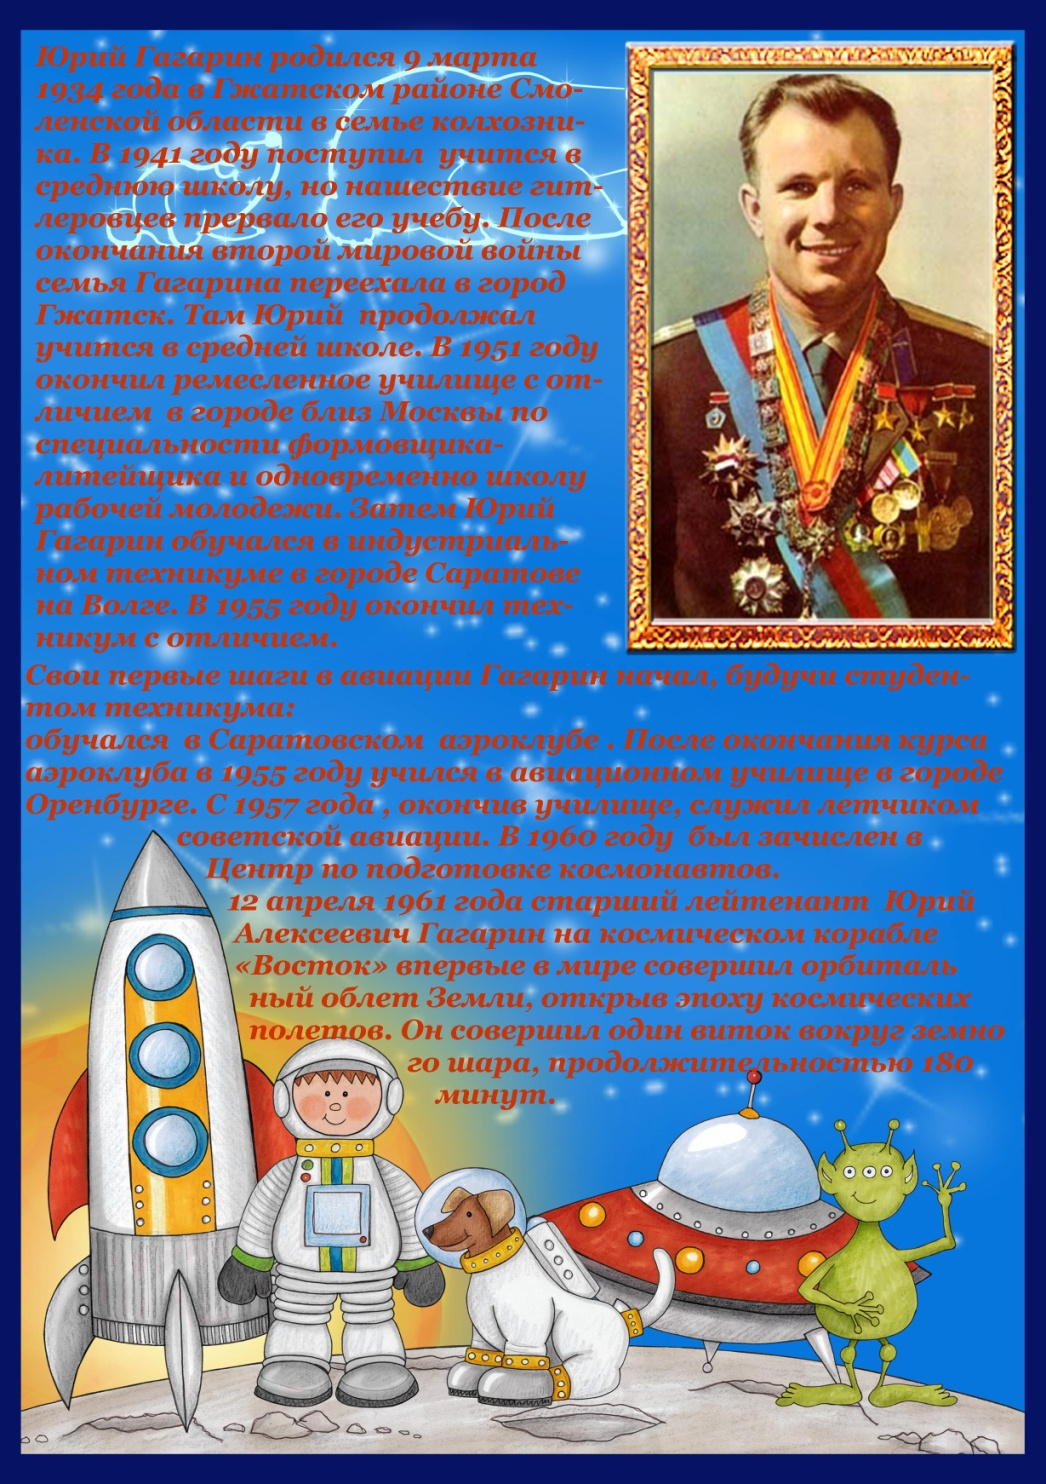 Юрий Гагарин родился 9 марта
1934 года в Гжатском районе Смо-
ленской области в семье колхозни-
ка. В 1941 году поступил учится в
среднюю школу, но нашествие гит-
леровцев прервало его учебу. После
окончания второй мировой войны
семья Гагарина переехала в город
Гжатск. Там Юрий продолжал
учится в средней школе. В 1951 году
окончил ремесленное училище с от-
личием в городе близ Москвы по
специальности формовщика-
литейщика и одновременно школу
рабочей молодежи. Затем Юрий
Гагарин обучался в индустриаль-
ном техникуме в городе Саратове
на Волге. В 1955 году окончил тех-
никум с отличием.
Свои первые шаги в авиации Гагарин начал, будучи студен-
том техникума:
обучался в Саратовском аэроклубе . После окончания курса
аэроклуба в 1955 году учился в авиационном училище в городе
Оренбурге. С 1957 года , окончив училище, служил летчиком
советской авиации. В 1960 году был зачислен в
Центр по подготовке космонавтов.
12 апреля 1961 года старший лейтенант Юрий
Алексеевич Гагарин на космическом корабле
«Восток» впервые в мире совершил орбиталь
ный облет Земли, открыв эпоху космических
полетов. Он совершил один виток вокруг земно
го шара, продолжительностью 180
минут.